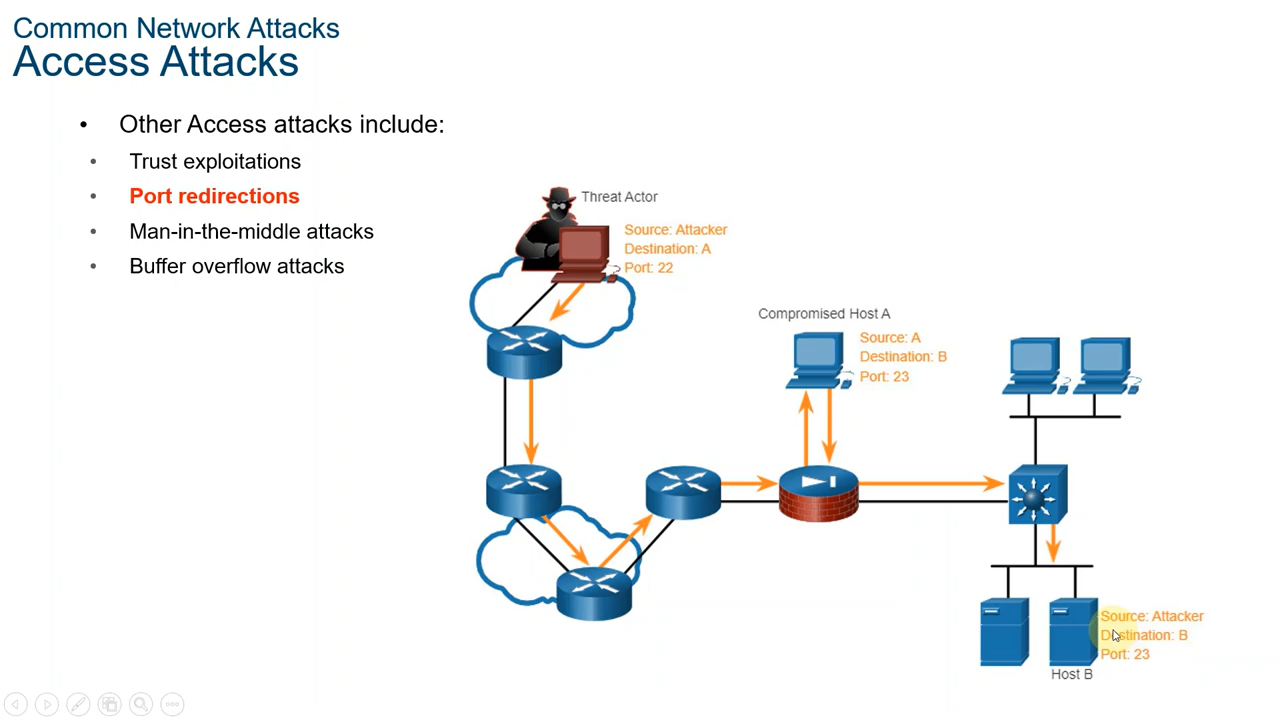 Common Network Attacks
Access Attacks
• Other Access attacks include:
• Trust exploitations
• Port redirections
• Man-in-the-middle attacks
• Buffer overflow attacks
Threat Actor
Source: Attacker
Destination: A
Port: 22
Compromised Host A
Source: A
Destination: B
Port: 23
Source: Attacker
Destination: B
Port: 23
Host B